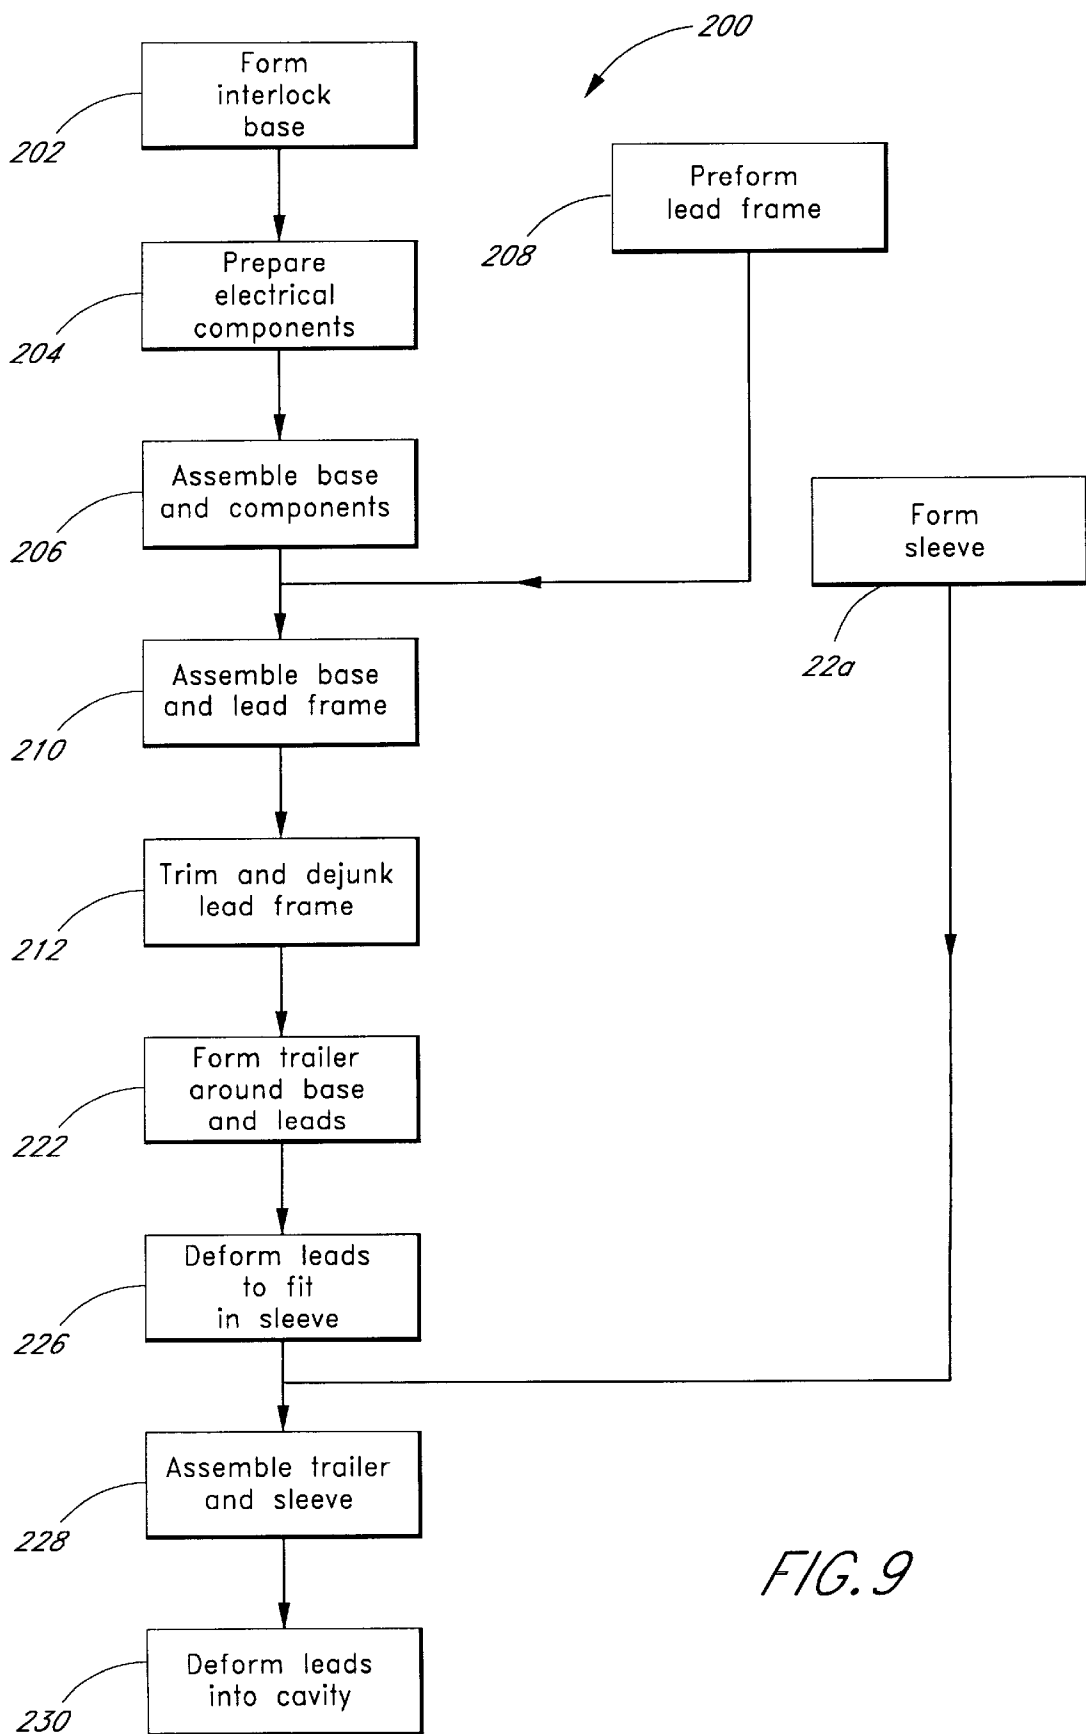 200
Form
interlock
base
202
Preform
lead frame
208
Prepare
electrical
components
204
Assemble base
and components
206
Form
sleeve
22a
Assemble base
and lead frame
210
Trim and dejunk
lead frame
212
Form trailer
around base
and leads
222
Deform leads
to fit
in sleeve
226
Assemble trailer
and sleeve
228
FIG. 9
Deform leads
into cavity
230